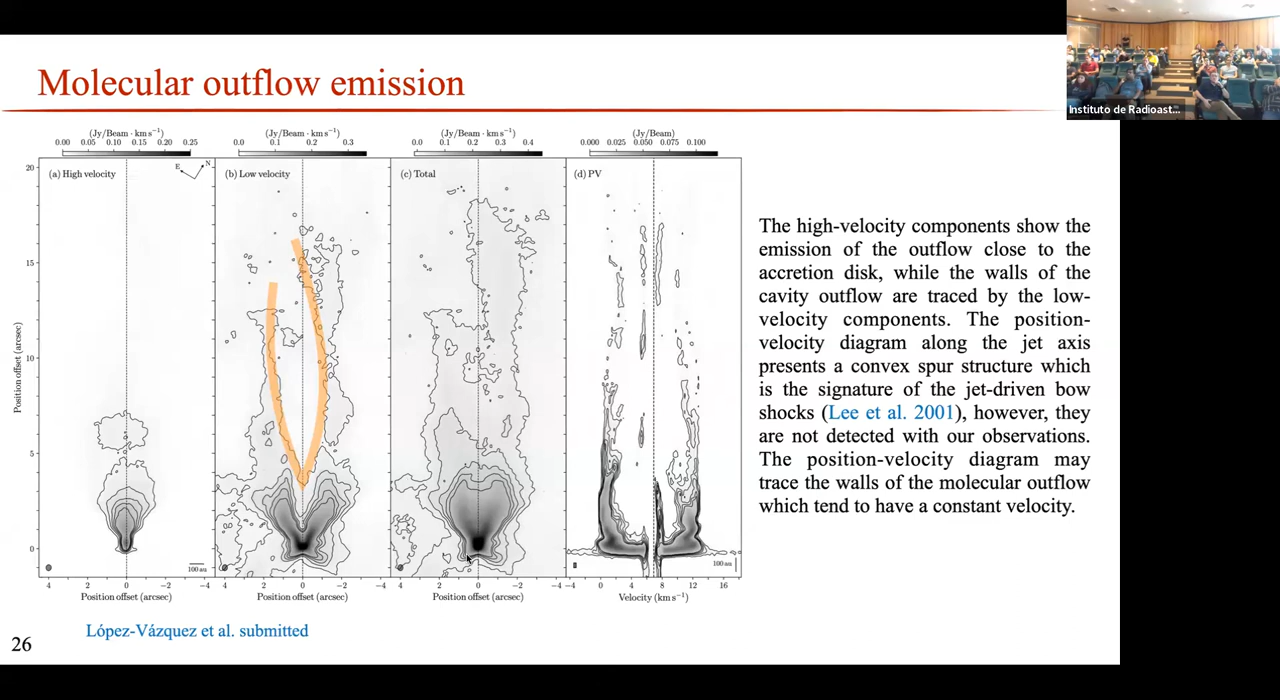 Molecular outflow emission
Instituto de Radioast...
(Jy/Beam · km s⁻¹)
0.00 0.05 0.10 0.15 0.20 0.25
(Jy/Beam · km s⁻¹)
0.0 0.1 0.2 0.3
(Jy/Beam · km s⁻¹)
0.0 0.1 0.2 0.3 0.4
(Jy/Beam)
0.000 0.025 0.050 0.075 0.100
(a) High velocity
E N
(b) Low velocity
(c) Total
(d) PV
Position offset (arcsec)
20
15
10
5
0
100 au
100 au
4 2 0 −2 −4
4 2 0 −2 −4
4 2 0 −2 −4
−4 0 4 8 12 16
Position offset (arcsec)
Position offset (arcsec)
Position offset (arcsec)
Velocity (km s⁻¹)
The high-velocity components show the
emission of the outflow close to the
accretion disk, while the walls of the
cavity outflow are traced by the low-
velocity components. The position-
velocity diagram along the jet axis
presents a convex spur structure which
is the signature of the jet-driven bow
shocks (Lee et al. 2001), however, they
are not detected with our observations.
The position-velocity diagram may
trace the walls of the molecular outflow
which tend to have a constant velocity.
López-Vázquez et al. submitted
26